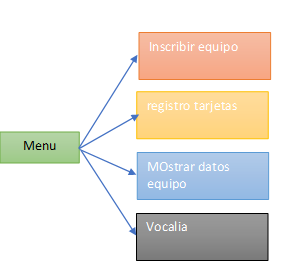 Inscribir equipo
registro tarjetas
Menu
MOstrar datos
equipo
Vocalia